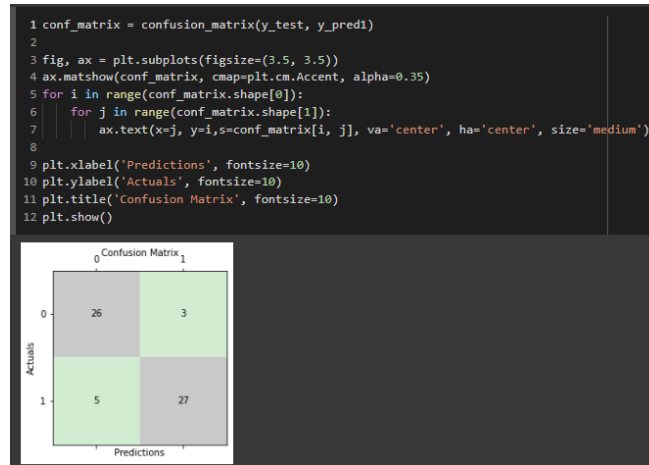 1 conf_matrix = confusion_matrix(y_test, y_pred1)
2
3 fig, ax = plt.subplots(figsize=(3.5, 3.5))
4 ax.matshow(conf_matrix, cmap=plt.cm.Accent, alpha=0.35)
5 for i in range(conf_matrix.shape[0]):
6     for j in range(conf_matrix.shape[1]):
7         ax.text(x=j, y=i,s=conf_matrix[i, j], va='center', ha='center', size='medium')
8
9 plt.xlabel('Predictions', fontsize=10)
10 plt.ylabel('Actuals', fontsize=10)
11 plt.title('Confusion Matrix', fontsize=10)
12 plt.show()
Confusion Matrix
0 1
0 26 3
Actuals
1 5 27
Predictions